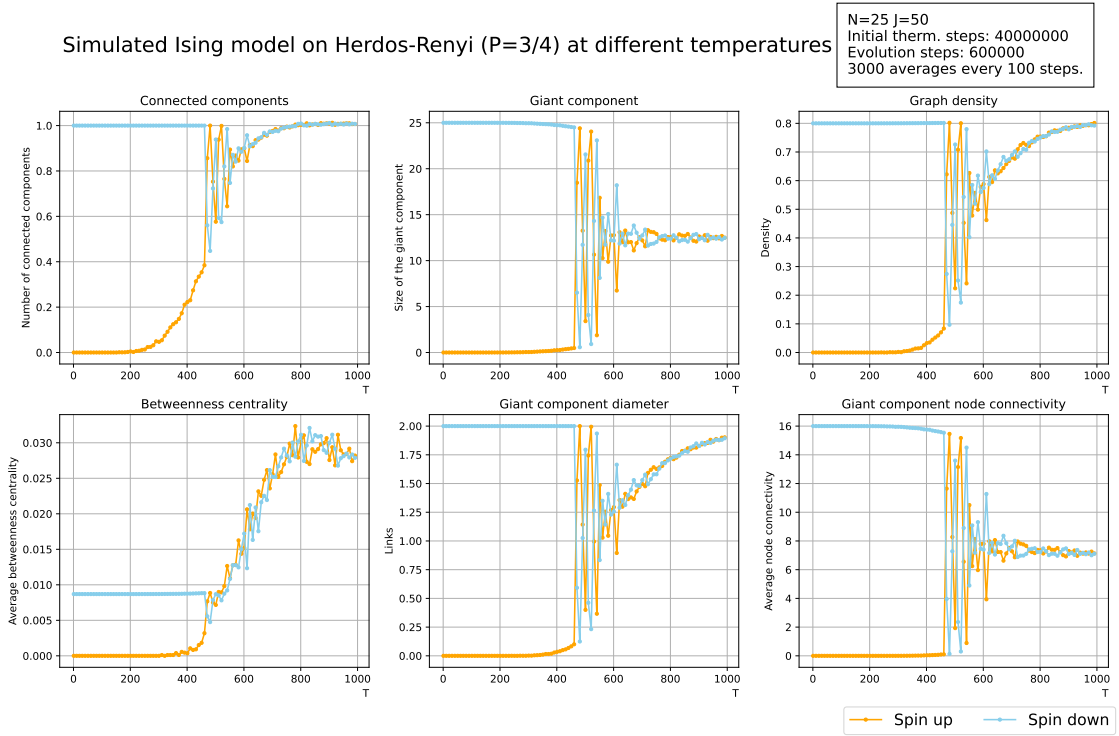 Simulated Ising model on Herdos-Renyi (P=3/4) at different temperatures
N=25 J=50
Initial therm. steps: 40000000
Evolution steps: 600000
3000 averages every 100 steps.
Connected components
Number of connected components
1.0
0.8
0.6
0.4
0.2
0.0
0 200 400 600 800 1000
T
Giant component
Size of the giant component
25
20
15
10
5
0
0 200 400 600 800 1000
T
Graph density
Density
0.8
0.7
0.6
0.5
0.4
0.3
0.2
0.1
0.0
0 200 400 600 800 1000
T
Betweenness centrality
Average betweenness centrality
0.030
0.025
0.020
0.015
0.010
0.005
0.000
0 200 400 600 800 1000
T
Giant component diameter
Links
2.00
1.75
1.50
1.25
1.00
0.75
0.50
0.25
0.00
0 200 400 600 800 1000
T
Giant component node connectivity
Average node connectivity
16
14
12
10
8
6
4
2
0
0 200 400 600 800 1000
T
Spin up
Spin down